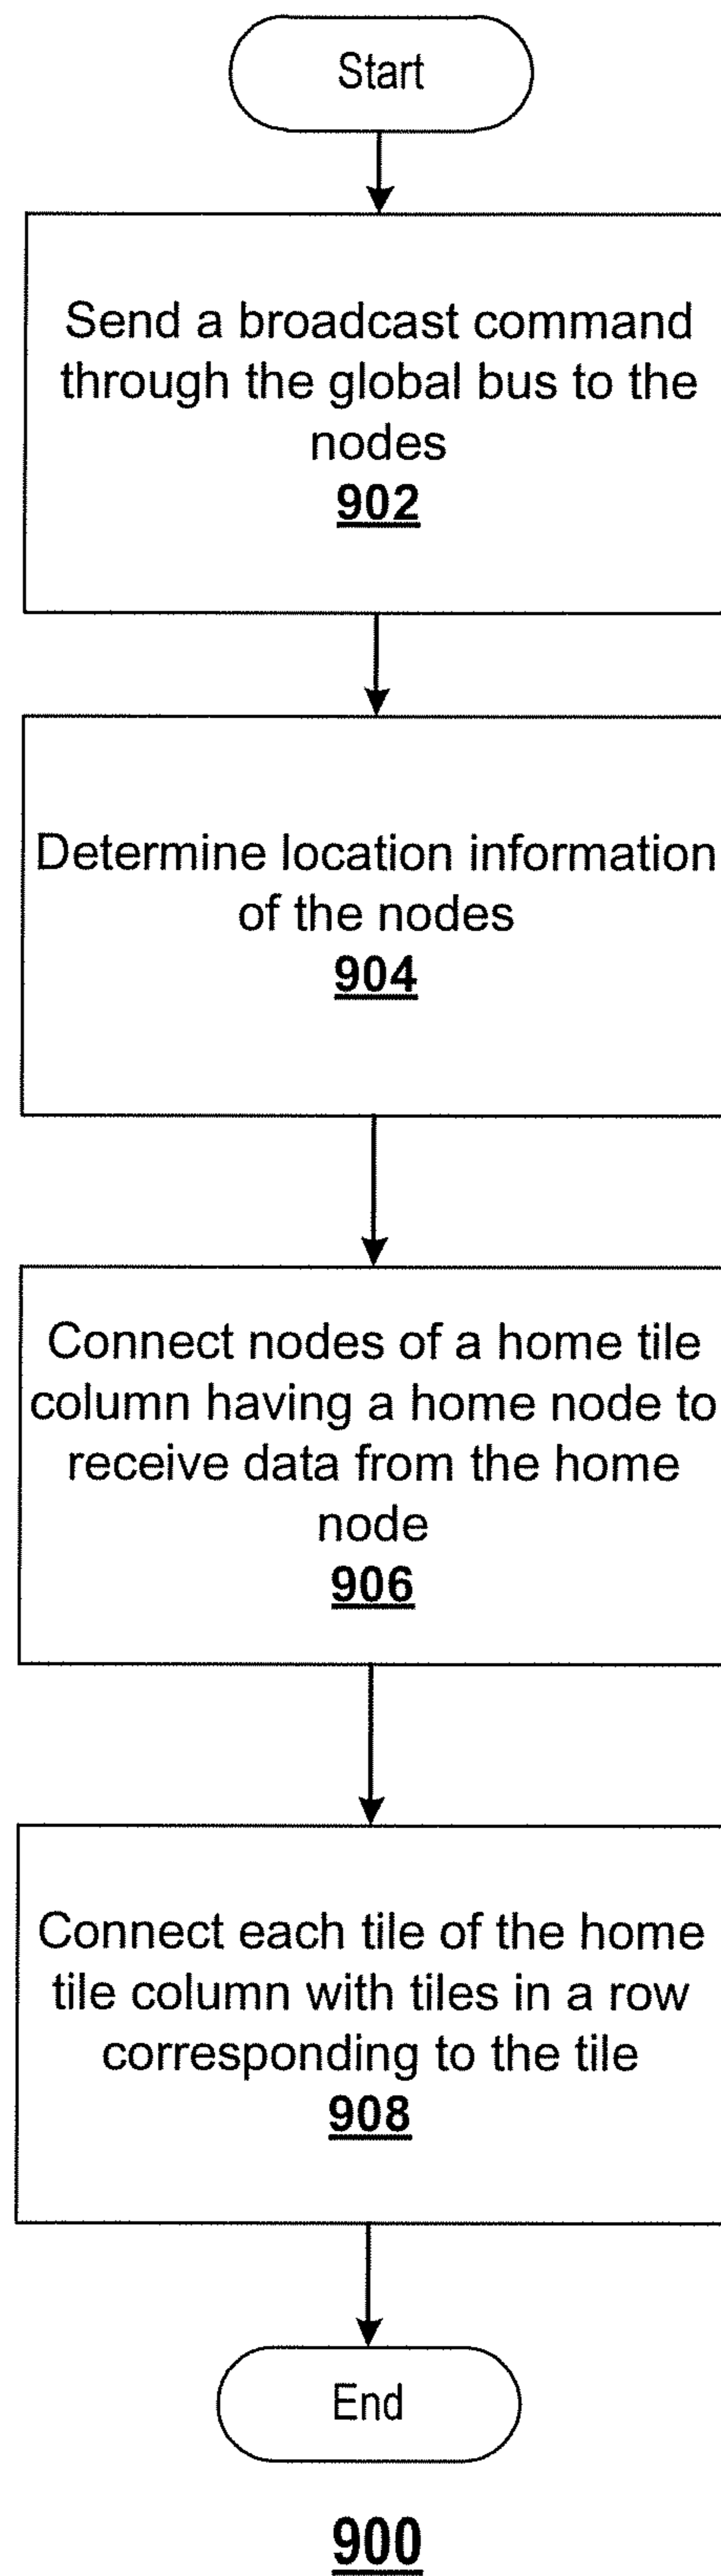 Start
Send a broadcast command
through the global bus to the
nodes
902
Determine location information
of the nodes
904
Connect nodes of a home tile
column having a home node to
receive data from the home
node
906
Connect each tile of the home
tile column with tiles in a row
corresponding to the tile
908
End
900